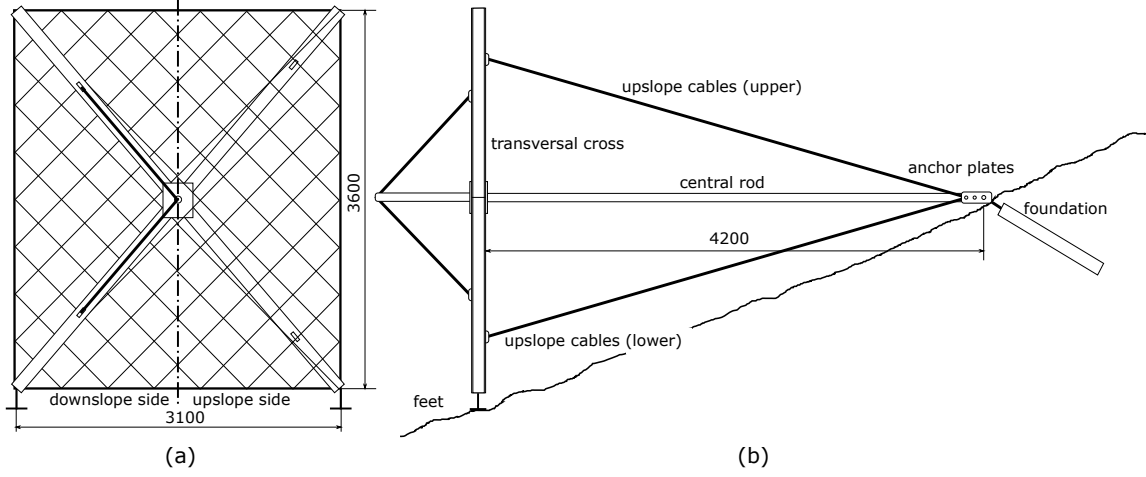 upslope cables (upper)
transversal cross
anchor plates
central rod
foundation
3600
4200
upslope cables (lower)
downslope side
upslope side
feet
3100
(a)
(b)